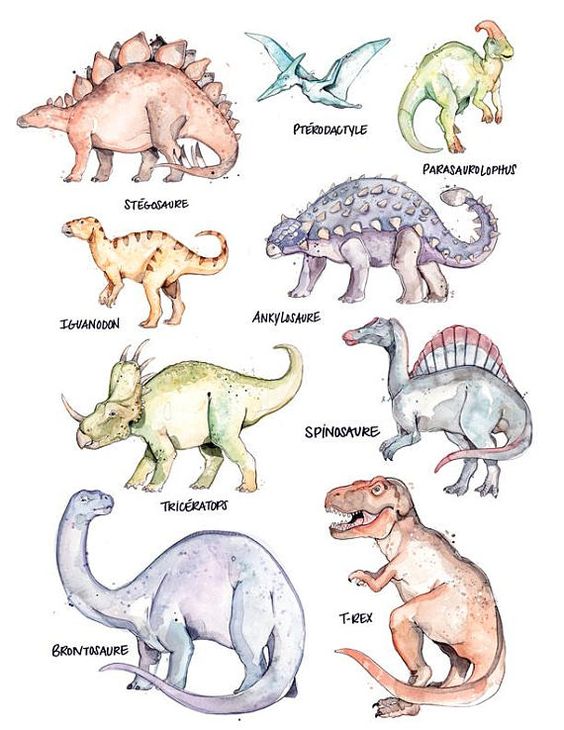 PTÉRODACTYLE
PARASAUROLOPHUS
STÉGOSAURE
IGUANODON
ANKYLOSAURE
SPINOSAURE
TRICÉRATOPS
T-REX
BRONTOSAURE